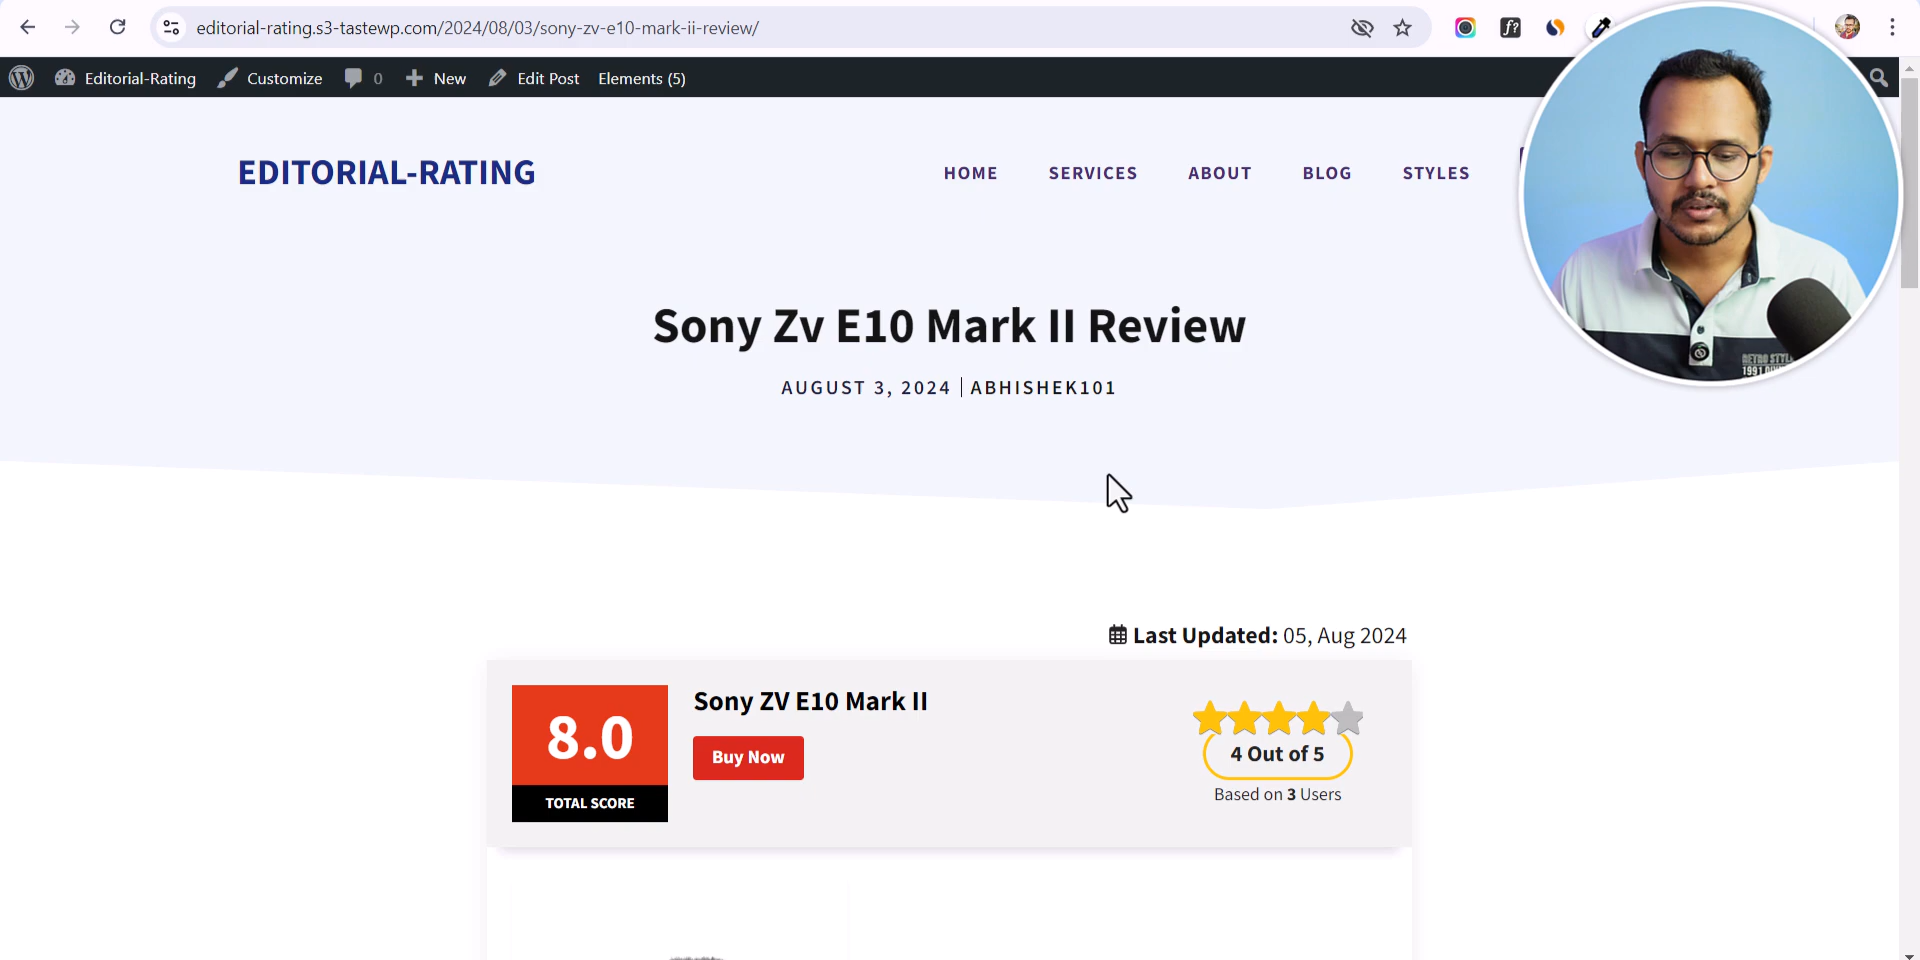 editorial-rating.s3-tastewp.com/2024/08/03/sony-zv-e10-mark-ii-review/
f?
Editorial-Rating Customize 0 New Edit Post Elements (5)
EDITORIAL-RATING HOME SERVICES ABOUT BLOG STYLES
Sony Zv E10 Mark II Review
AUGUST 3, 2024 | ABHISHEK101
RETRO STYL
1991
Last Updated: 05, Aug 2024
8.0
TOTAL SCORE
Sony ZV E10 Mark II
Buy Now
4 Out of 5
Based on 3 Users